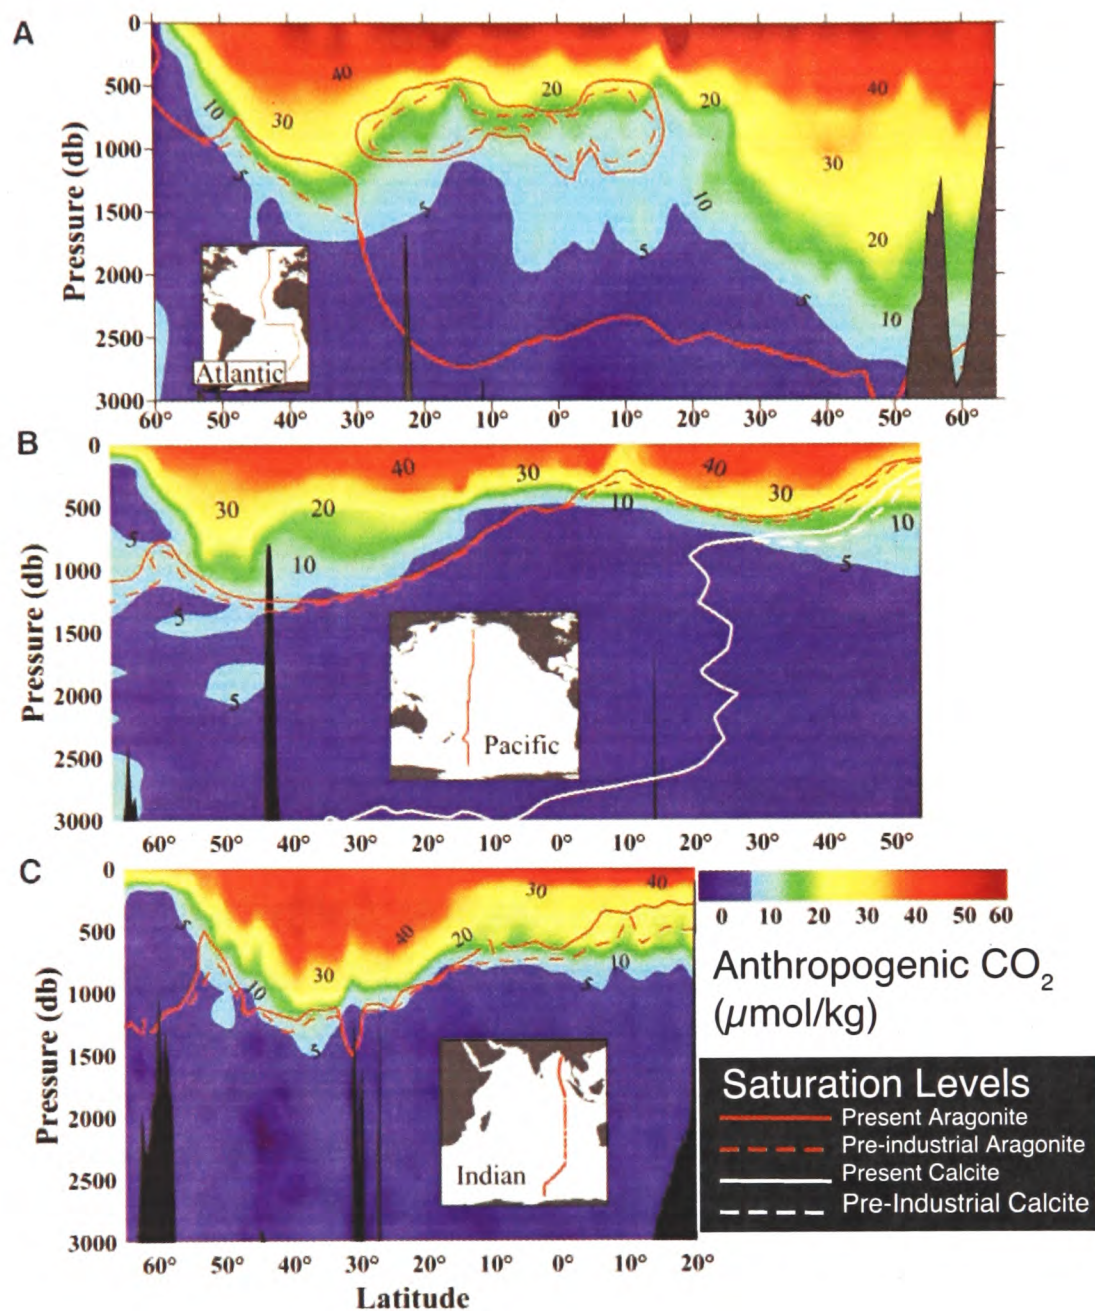 A
Pressure (db)
0
500
1000
1500
2000
2500
3000
40
20
40
10
30
20
30
5
10
5
5
20
5
10
Atlantic
60° 50° 40° 30° 20° 10° 0° 10° 20° 30° 40° 50° 60°
B
Pressure (db)
0
500
1000
1500
2000
2500
3000
40
30
40
30
20
10
30
10
5
10
5
5
5
Pacific
60° 50° 40° 30° 20° 10° 0° 10° 20° 30° 40° 50°
C
Pressure (db)
0
500
1000
1500
2000
2500
3000
30
40
5
40
20
30
10
10
5
5
Indian
60° 50° 40° 30° 20° 10° 0° 10° 20°
Latitude
0 10 20 30 40 50 60
Anthropogenic CO₂
(µmol/kg)
Saturation Levels
Present Aragonite
Pre-industrial Aragonite
Present Calcite
Pre-Industrial Calcite